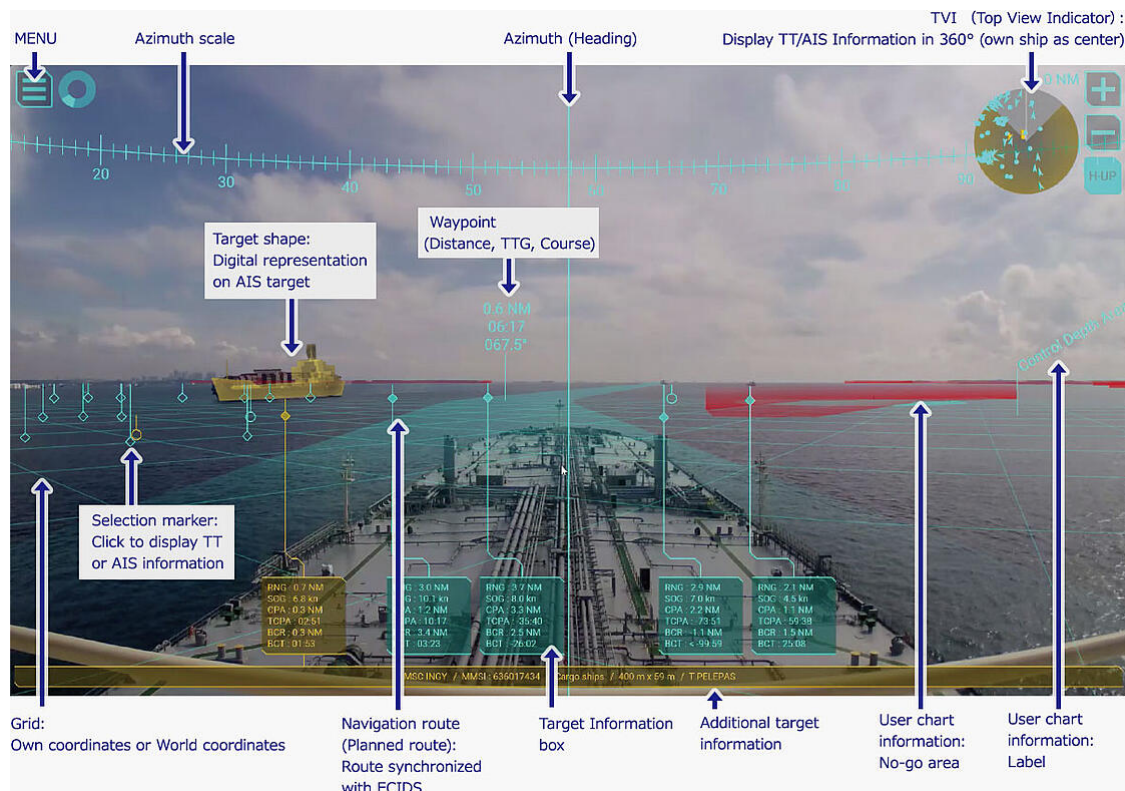 TVI (Top View Indicator) :
MENU
Azimuth scale
Azimuth (Heading)
Display TT/AIS Information in 360° (own ship as center)
0 NM
H-UP
20
30
40
50
60
70
80
90
Target shape:
Digital representation
on AIS target
Waypoint
(Distance, TTG, Course)
0.6 NM
06:17
067.5°
Control Depth
Selection marker:
Click to display TT
or AIS information
RNG : 0.7 NM
SOG : 6.8 kn
CPA : 0.3 NM
TCPA : 02:51
BCR : 0.3 NM
BCT : 01:53
3.0 NM
10.1 kn
1.2 NM
10:17
3.4 NM
03:23
RNG : 3.7 NM
SOG : 8.0 kn
CPA : 3.3 NM
TCPA : -35:40
BCR : 2.5 NM
BCT : -26:02
RNG : 2.9 NM
SOG : 7.0 kn
CPA : 2.2 NM
TCPA : -73:51
BCR : -1.1 NM
BCT : < -99:59
RNG : 2.1 NM
SOG : 4.5 kn
CPA : 1.1 NM
TCPA : 59:38
BCR : 1.5 NM
BCT : 25:08
MSC INGY / MMSI : 636017434 / Cargo ships / 400 m x 59 m / T PELEPAS
Grid:
Own coordinates or World coordinates
Navigation route
(Planned route):
Route synchronized
with ECIDS
Target Information
box
Additional target
information
User chart
information:
No-go area
User chart
information:
Label